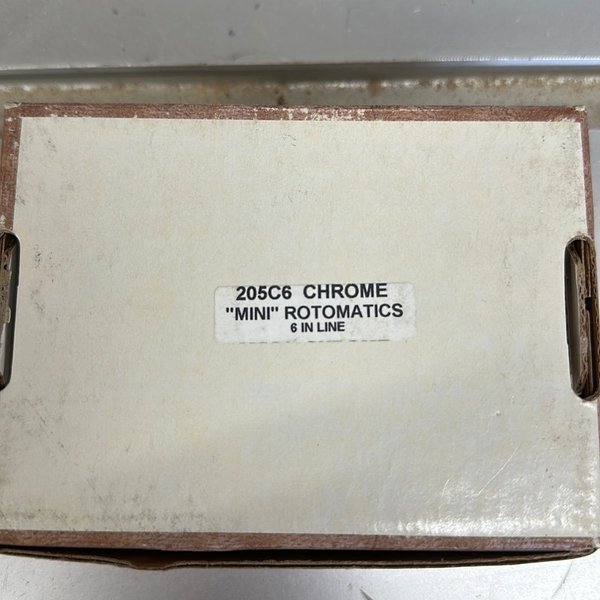 205C6 CHROME
"MINI" ROTOMATICS
6 IN LINE